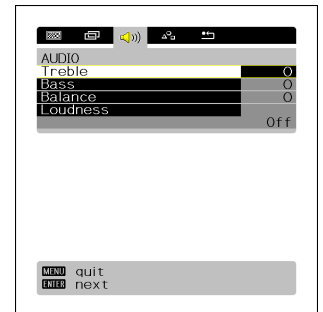 AUDIO
Treble 0
Bass 0
Balance 0
Loudness
Off
MENU quit
ENTER next